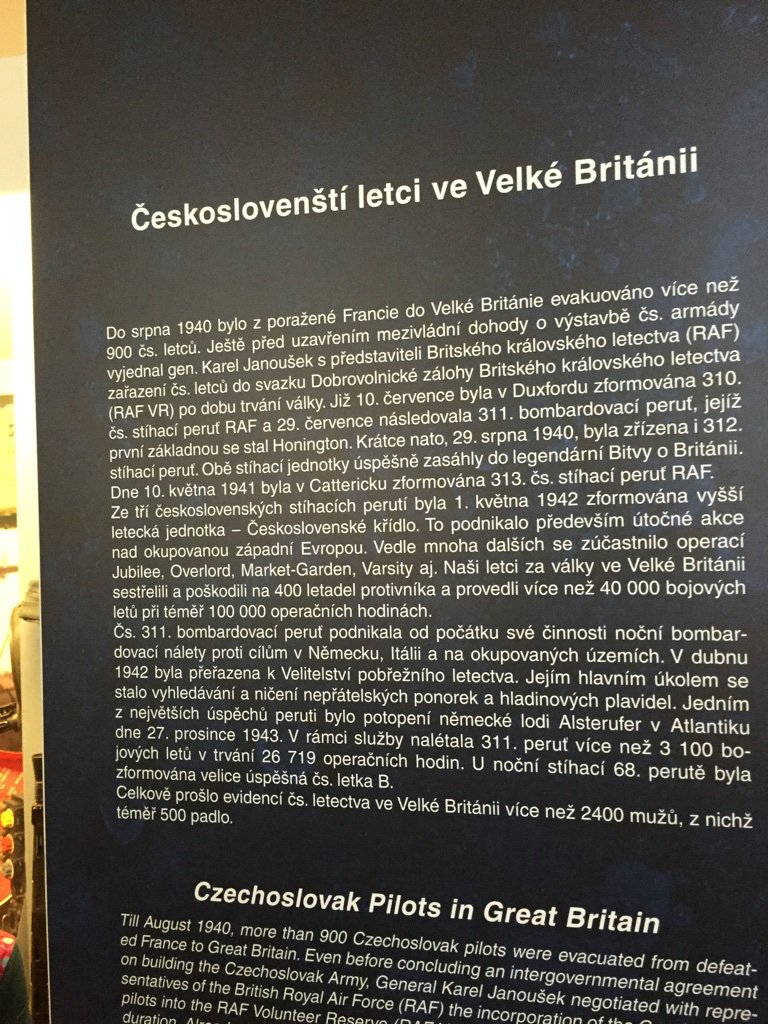 Českoslovenští letci ve Velké Británii
Do srpna 1940 bylo z poražené Francie do Velké Británie evakuováno více než
900 čs. letců. Ještě před uzavřením mezivládní dohody o výstavbě čs. armády
vyjednal gen. Karel Janoušek s představiteli Britského královského letectva (RAF)
zařazení čs. letců do svazku Dobrovolnické zálohy Britského královského letectva
(RAF VR) po dobu trvání války. Již 10. července byla v Duxfordu zformována 310.
čs. stíhací peruť RAF a 29. července následovala 311. bombardovací peruť, jejíž
první základnou se stal Honington. Krátce nato, 29. srpna 1940, byla zřízena i 312.
stíhací peruť. Obě stíhací jednotky úspěšně zasáhly do legendární Bitvy o Británii.
Dne 10. května 1941 byla v Cattericku zformována 313. čs. stíhací peruť RAF.
Ze tří československých stíhacích perutí byla 1. května 1942 zformována vyšší
letecká jednotka – Československé křídlo. To podnikalo především útočné akce
nad okupovanou západní Evropou. Vedle mnoha dalších se zúčastnilo operací
Jubilee, Overlord, Market-Garden, Varsity aj. Naši letci za války ve Velké Británii
sestřelili a poškodili na 400 letadel protivníka a provedli více než 40 000 bojových
letů při téměř 100 000 operačních hodinách.
Čs. 311. bombardovací peruť podnikala od počátku své činnosti noční bombar-
dovací nálety proti cílům v Německu, Itálii a na okupovaných územích. V dubnu
1942 byla přeřazena k Velitelství pobřežního letectva. Jejím hlavním úkolem se
stalo vyhledávání a ničení nepřátelských ponorek a hladinových plavidel. Jedním
z největších úspěchů peruti bylo potopení německé lodi Alsterufer v Atlantiku
dne 27. prosince 1943. V rámci služby nalétala 311. peruť více než 3 100 bo-
jových letů v trvání 26 719 operačních hodin. U noční stíhací 68. perutě byla
zformována velice úspěšná čs. letka B.
Celkově prošlo evidencí čs. letectva ve Velké Británii více než 2400 mužů, z nichž
téměř 500 padlo.
Czechoslovak Pilots in Great Britain
Till August 1940, more than 900 Czechoslovak pilots were evacuated from defeat-
ed France to Great Britain. Even before concluding an intergovernmental agreement
on building the Czechoslovak Army, General Karel Janoušek negotiated with repre-
sentatives of the British Royal Air Force (RAF) the incorporation of the
pilots into the RAF Volunteer Reserve (RAF
duration.